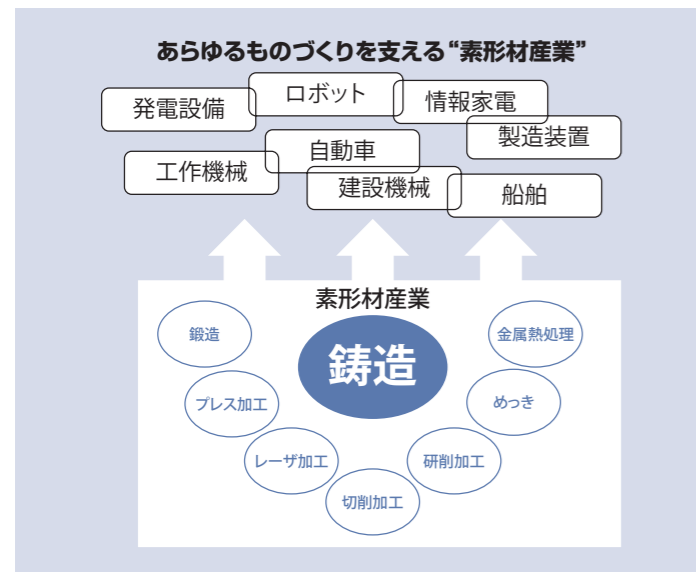 あらゆるものづくりを支える“素形材産業”
発電設備
ロボット
情報家電
製造装置
工作機械
自動車
建設機械
船舶
素形材産業
鍛造
鋳造
金属熱処理
プレス加工
めっき
レーザ加工
研削加工
切削加工